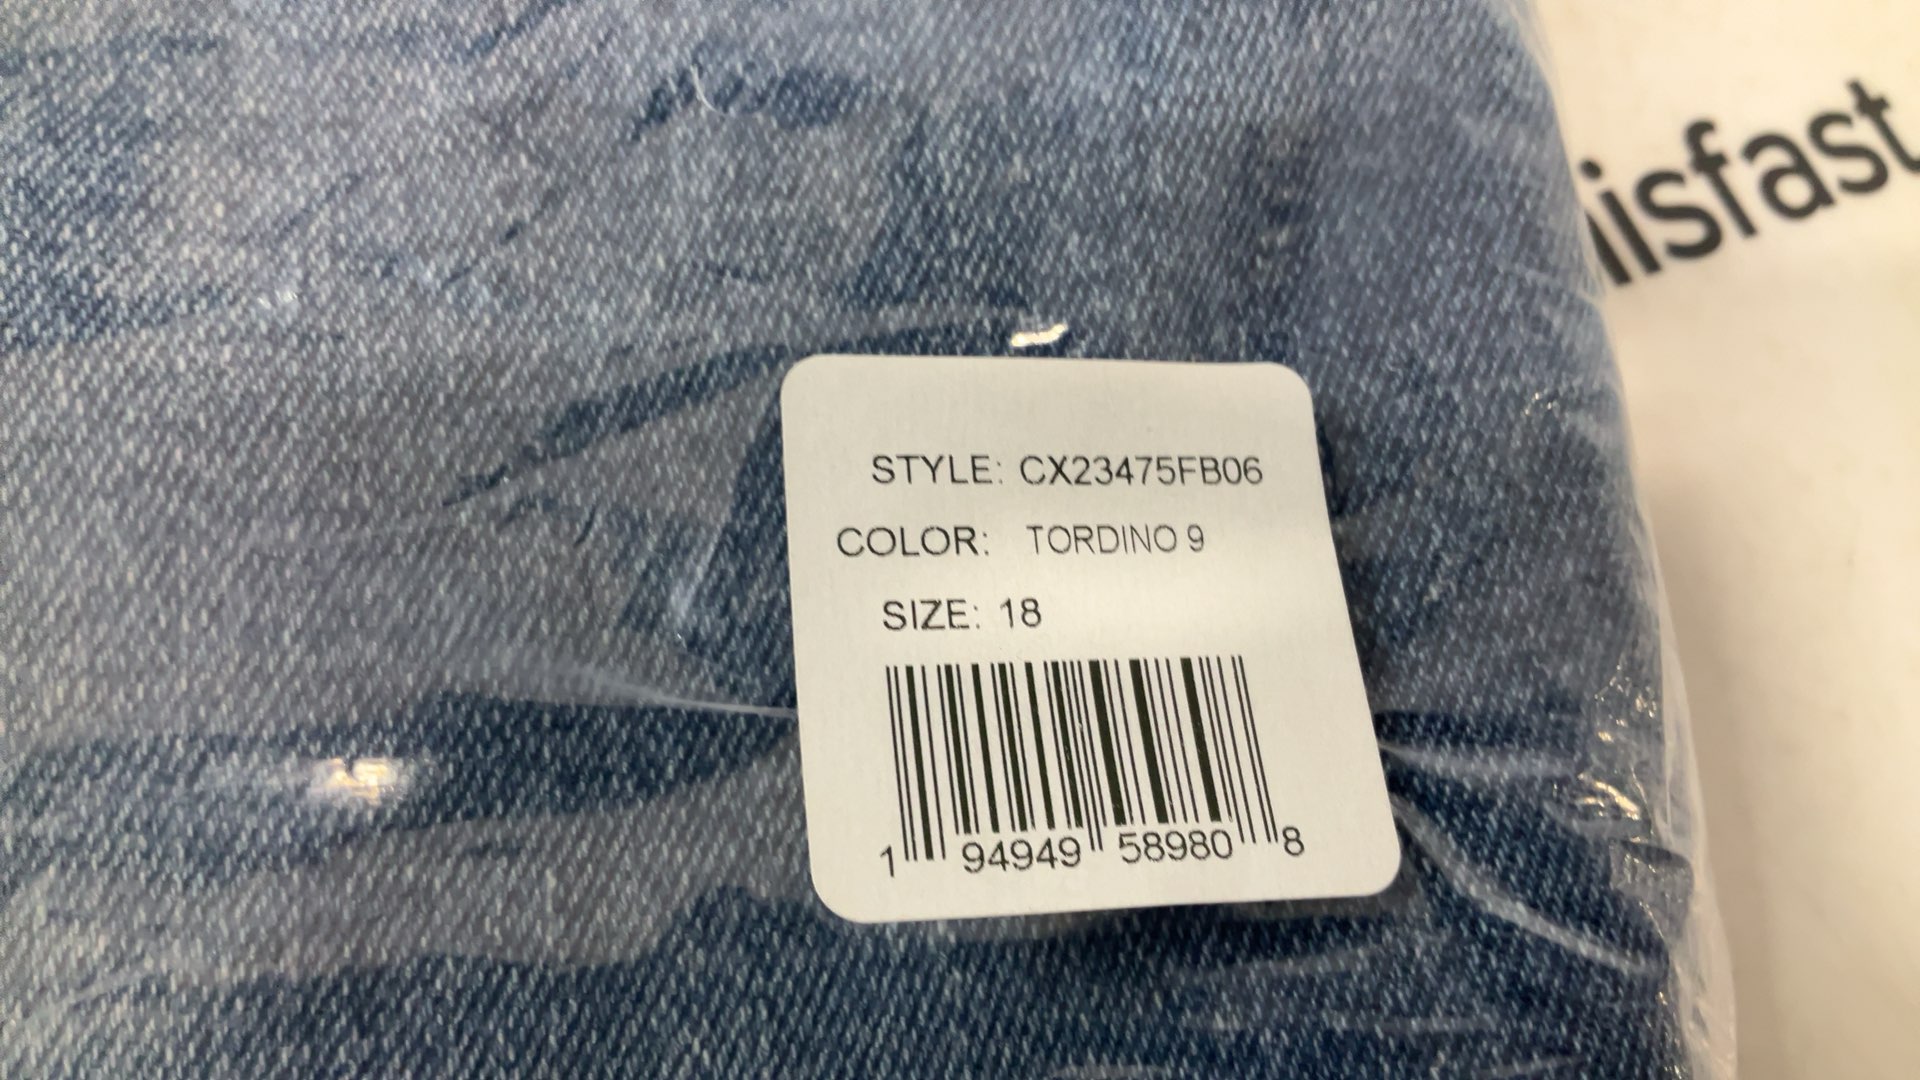 STYLE: CX23475FB06
COLOR: TORDINO 9
SIZE: 18
1 94949 58980 8
isfast